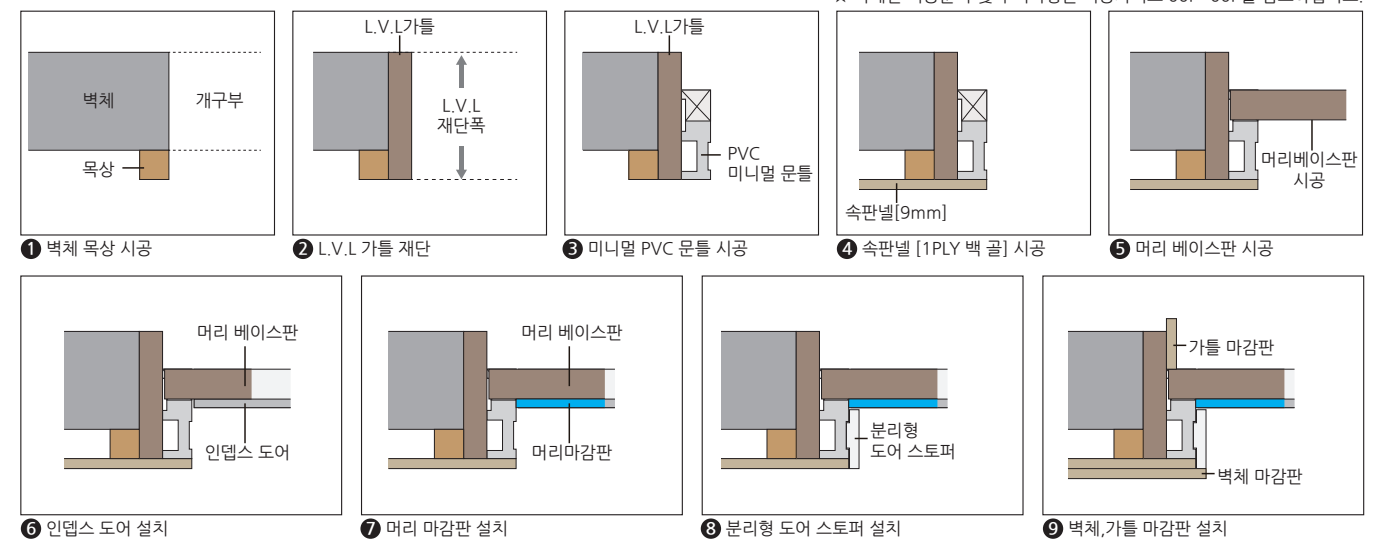 벽체
개구부
목상
❶ 벽체 목상 시공
L.V.L가틀
L.V.L
재단폭
❷ L.V.L 가틀 재단
L.V.L가틀
PVC
미니멀 문틀
❸ 미니멀 PVC 문틀 시공
속판넬[9mm]
❹ 속판넬 [1PLY 백 골] 시공
머리베이스판
시공
❺ 머리 베이스판 시공
머리 베이스판
인뎁스 도어
❻ 인뎁스 도어 설치
머리 베이스판
머리마감판
❼ 머리 마감판 설치
분리형
도어 스토퍼
❽ 분리형 도어 스토퍼 설치
가틀 마감판
벽체 마감판
❾ 벽체,가틀 마감판 설치